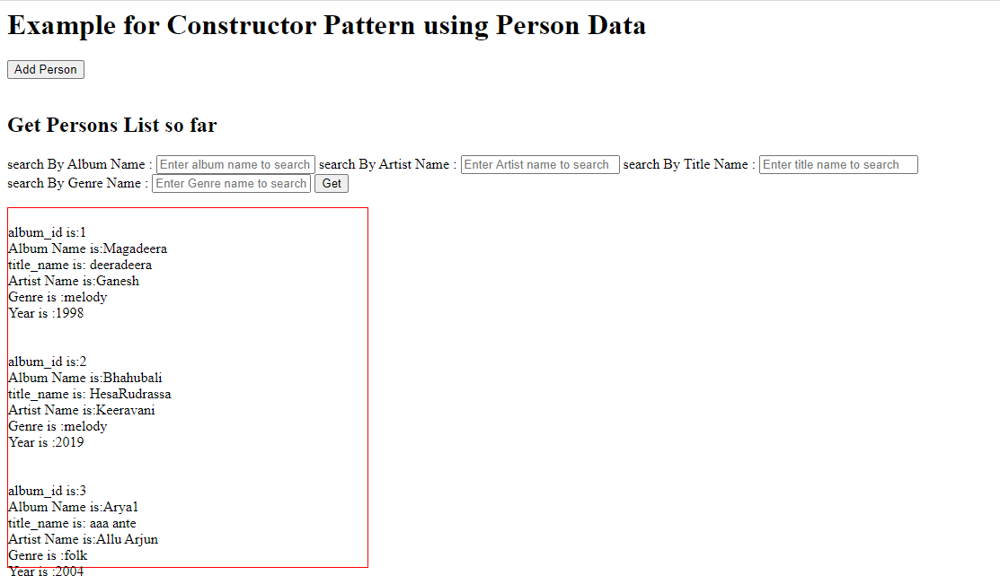 Example for Constructor Pattern using Person Data
Add Person
Get Persons List so far
search By Album Name : Enter album name to search search By Artist Name : Enter Artist name to search search By Title Name : Enter title name to search
search By Genre Name : Enter Genre name to search Get
album_id is:1
Album Name is:Magadeera
title_name is: deeradeera
Artist Name is:Ganesh
Genre is :melody
Year is :1998
album_id is:2
Album Name is:Bhahubali
title_name is: HesaRudrassa
Artist Name is:Keeravani
Genre is :melody
Year is :2019
album_id is:3
Album Name is:Arya1
title_name is: aaa ante
Artist Name is:Allu Arjun
Genre is :folk
Year is :2004